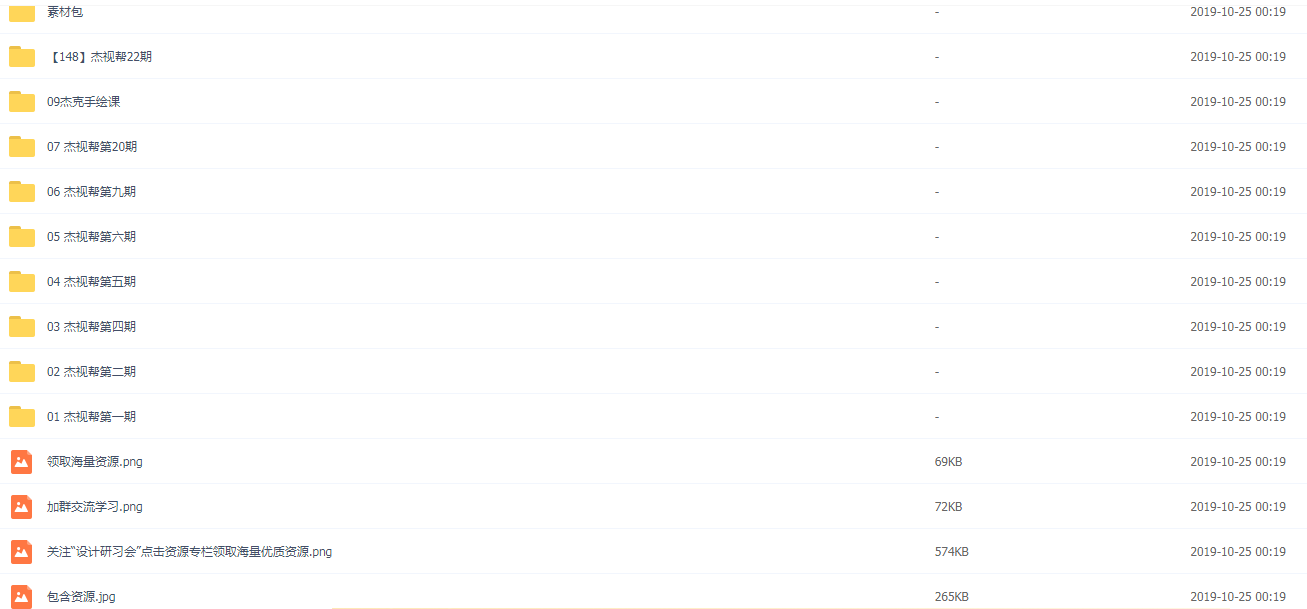 素材包 - 2019-10-25 00:19
【148】杰视帮22期 - 2019-10-25 00:19
09杰克手绘课 - 2019-10-25 00:19
07 杰视帮第20期 - 2019-10-25 00:19
06 杰视帮第九期 - 2019-10-25 00:19
05 杰视帮第六期 - 2019-10-25 00:19
04 杰视帮第五期 - 2019-10-25 00:19
03 杰视帮第四期 - 2019-10-25 00:19
02 杰视帮第二期 - 2019-10-25 00:19
01 杰视帮第一期 - 2019-10-25 00:19
领取海量资源.png 69KB 2019-10-25 00:19
加群交流学习.png 72KB 2019-10-25 00:19
关注“设计研习会”点击资源专栏领取海量优质资源.png 574KB 2019-10-25 00:19
包含资源.jpg 265KB 2019-10-25 00:19